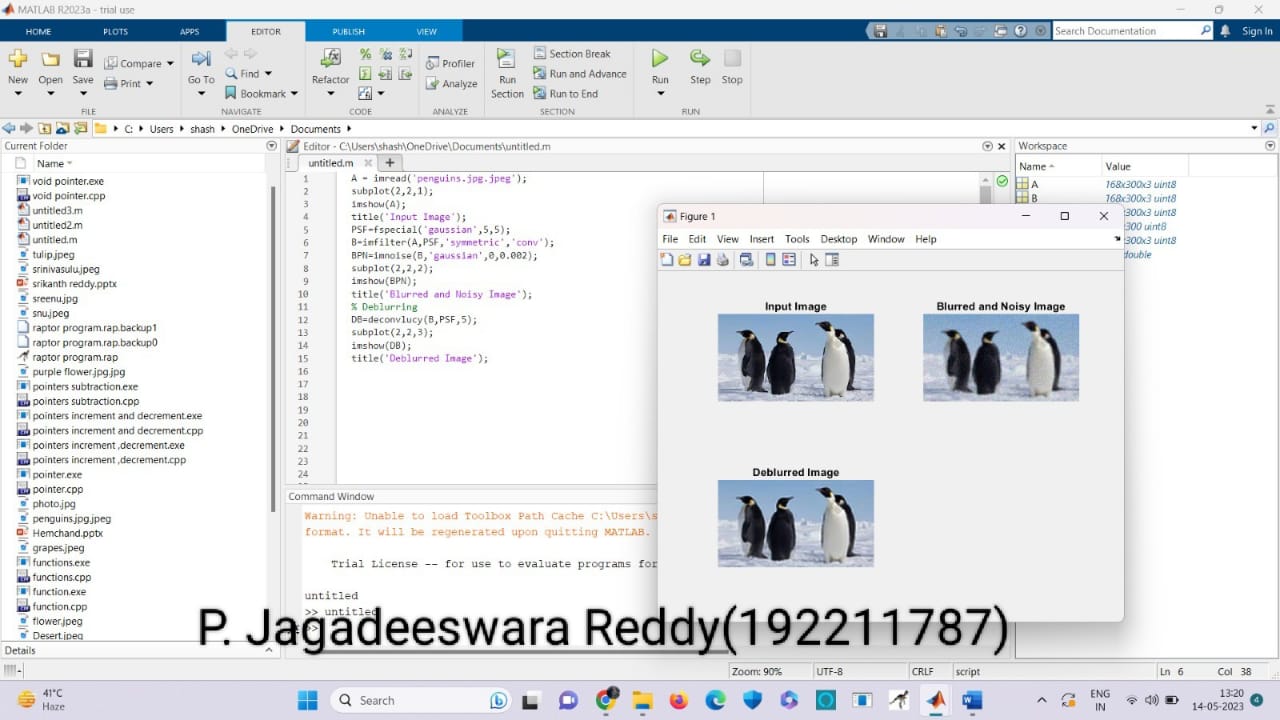 MATLAB R2023a - trial use
HOME PLOTS APPS EDITOR PUBLISH VIEW Search Documentation Sign In
New Open Save Compare Print Go To Find Bookmark Refactor Profiler Analyze Run Section Section Break Run and Advance Run to End Run Step Stop
FILE NAVIGATE CODE ANALYZE SECTION RUN
C: Users shash OneDrive Documents
Current Folder
Name
void pointer.exe
void pointer.cpp
untitled3.m
untitled2.m
untitled.m
tulip.jpeg
srinivasulu.jpeg
srikanth reddy.pptx
sreenu.jpg
snu.jpeg
raptor program.rap.backup1
raptor program.rap.backup0
raptor program.rap
purple flower.jpg.jpg
pointers subtraction.exe
pointers subtraction.cpp
pointers increment and decrement.exe
pointers increment and decrement.cpp
pointers increment ,decrement.exe
pointers increment ,decrement.cpp
pointer.exe
pointer.cpp
photo.jpg
penguins.jpg.jpeg
Hemchand.pptx
grapes.jpeg
functions.exe
functions.cpp
function.exe
function.cpp
flower.jpeg
Desert.jpeg
Details
Editor - C:\Users\shash\OneDrive\Documents\untitled.m
untitled.m
1 A = imread('penguins.jpg.jpeg');
2 subplot(2,2,1);
3 imshow(A);
4 title('Input Image');
5 PSF=fspecial('gaussian',5,5);
6 B=imfilter(A,PSF,'symmetric','conv');
7 BPN=imnoise(B,'gaussian',0,0.002);
8 subplot(2,2,2);
9 imshow(BPN);
10 title('Blurred and Noisy Image');
11 % Deblurring
12 DB=deconvlucy(B,PSF,5);
13 subplot(2,2,3);
14 imshow(DB);
15 title('Deblurred Image');
16
17
18
19
20
21
22
23
24
Command Window
Warning: Unable to load Toolbox Path Cache C:\Users\s
format. It will be regenerated upon quitting MATLAB.
Trial License -- for use to evaluate programs for
untitled
>> untitled
>>
Workspace
Name Value
A 168x300x3 uint8
B 168x300x3 uint8
300x3 uint8
300 uint8
300x3 uint8
double
Figure 1
File Edit View Insert Tools Desktop Window Help
Input Image
Blurred and Noisy Image
Deblurred Image
P. Jagadeeswara Reddy(192211787)
Zoom: 90% UTF-8 CRLF script Ln 6 Col 38
41°C
Haze
Search
ENG
IN
13:20
14-05-2023
4